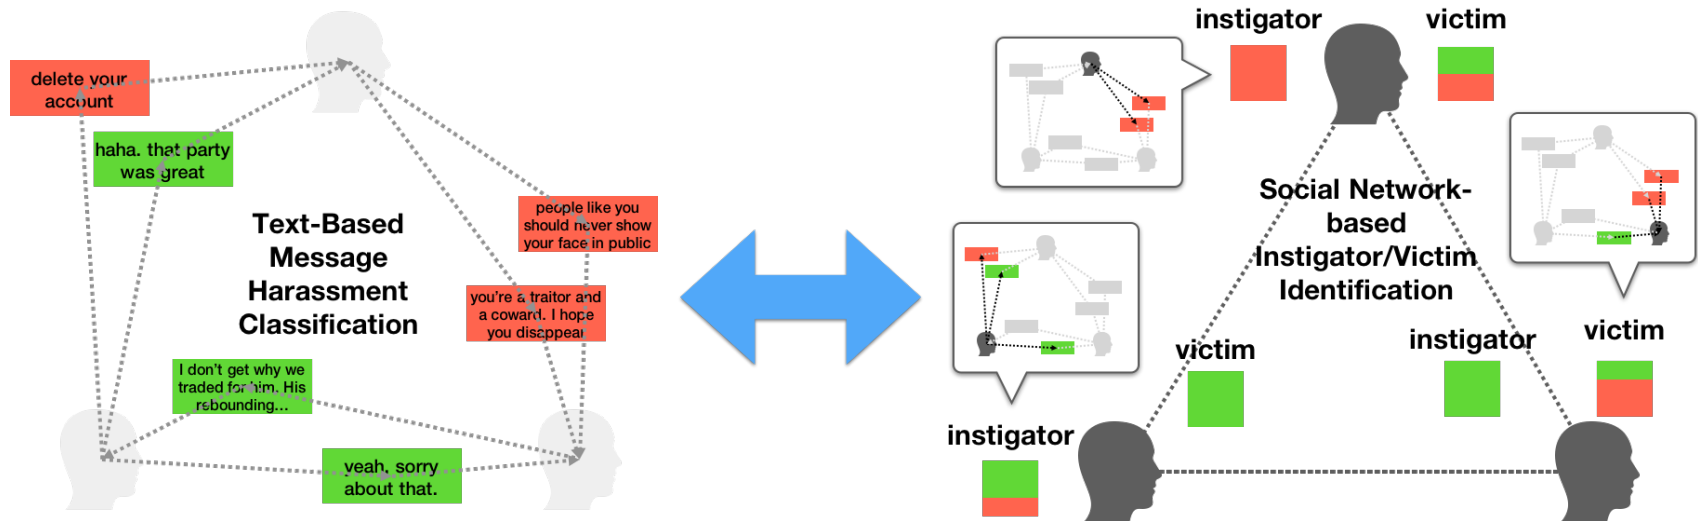 delete your
account
haha. that party
was great
Text-Based
Message
Harassment
Classification
people like you
should never show
your face in public
you're a traitor and
a coward. I hope
you disappear
I don't get why we
traded for him. His
rebounding...
yeah. sorry
about that.
instigator
victim
Social Network-
based
Instigator/Victim
Identification
victim
instigator
instigator
victim